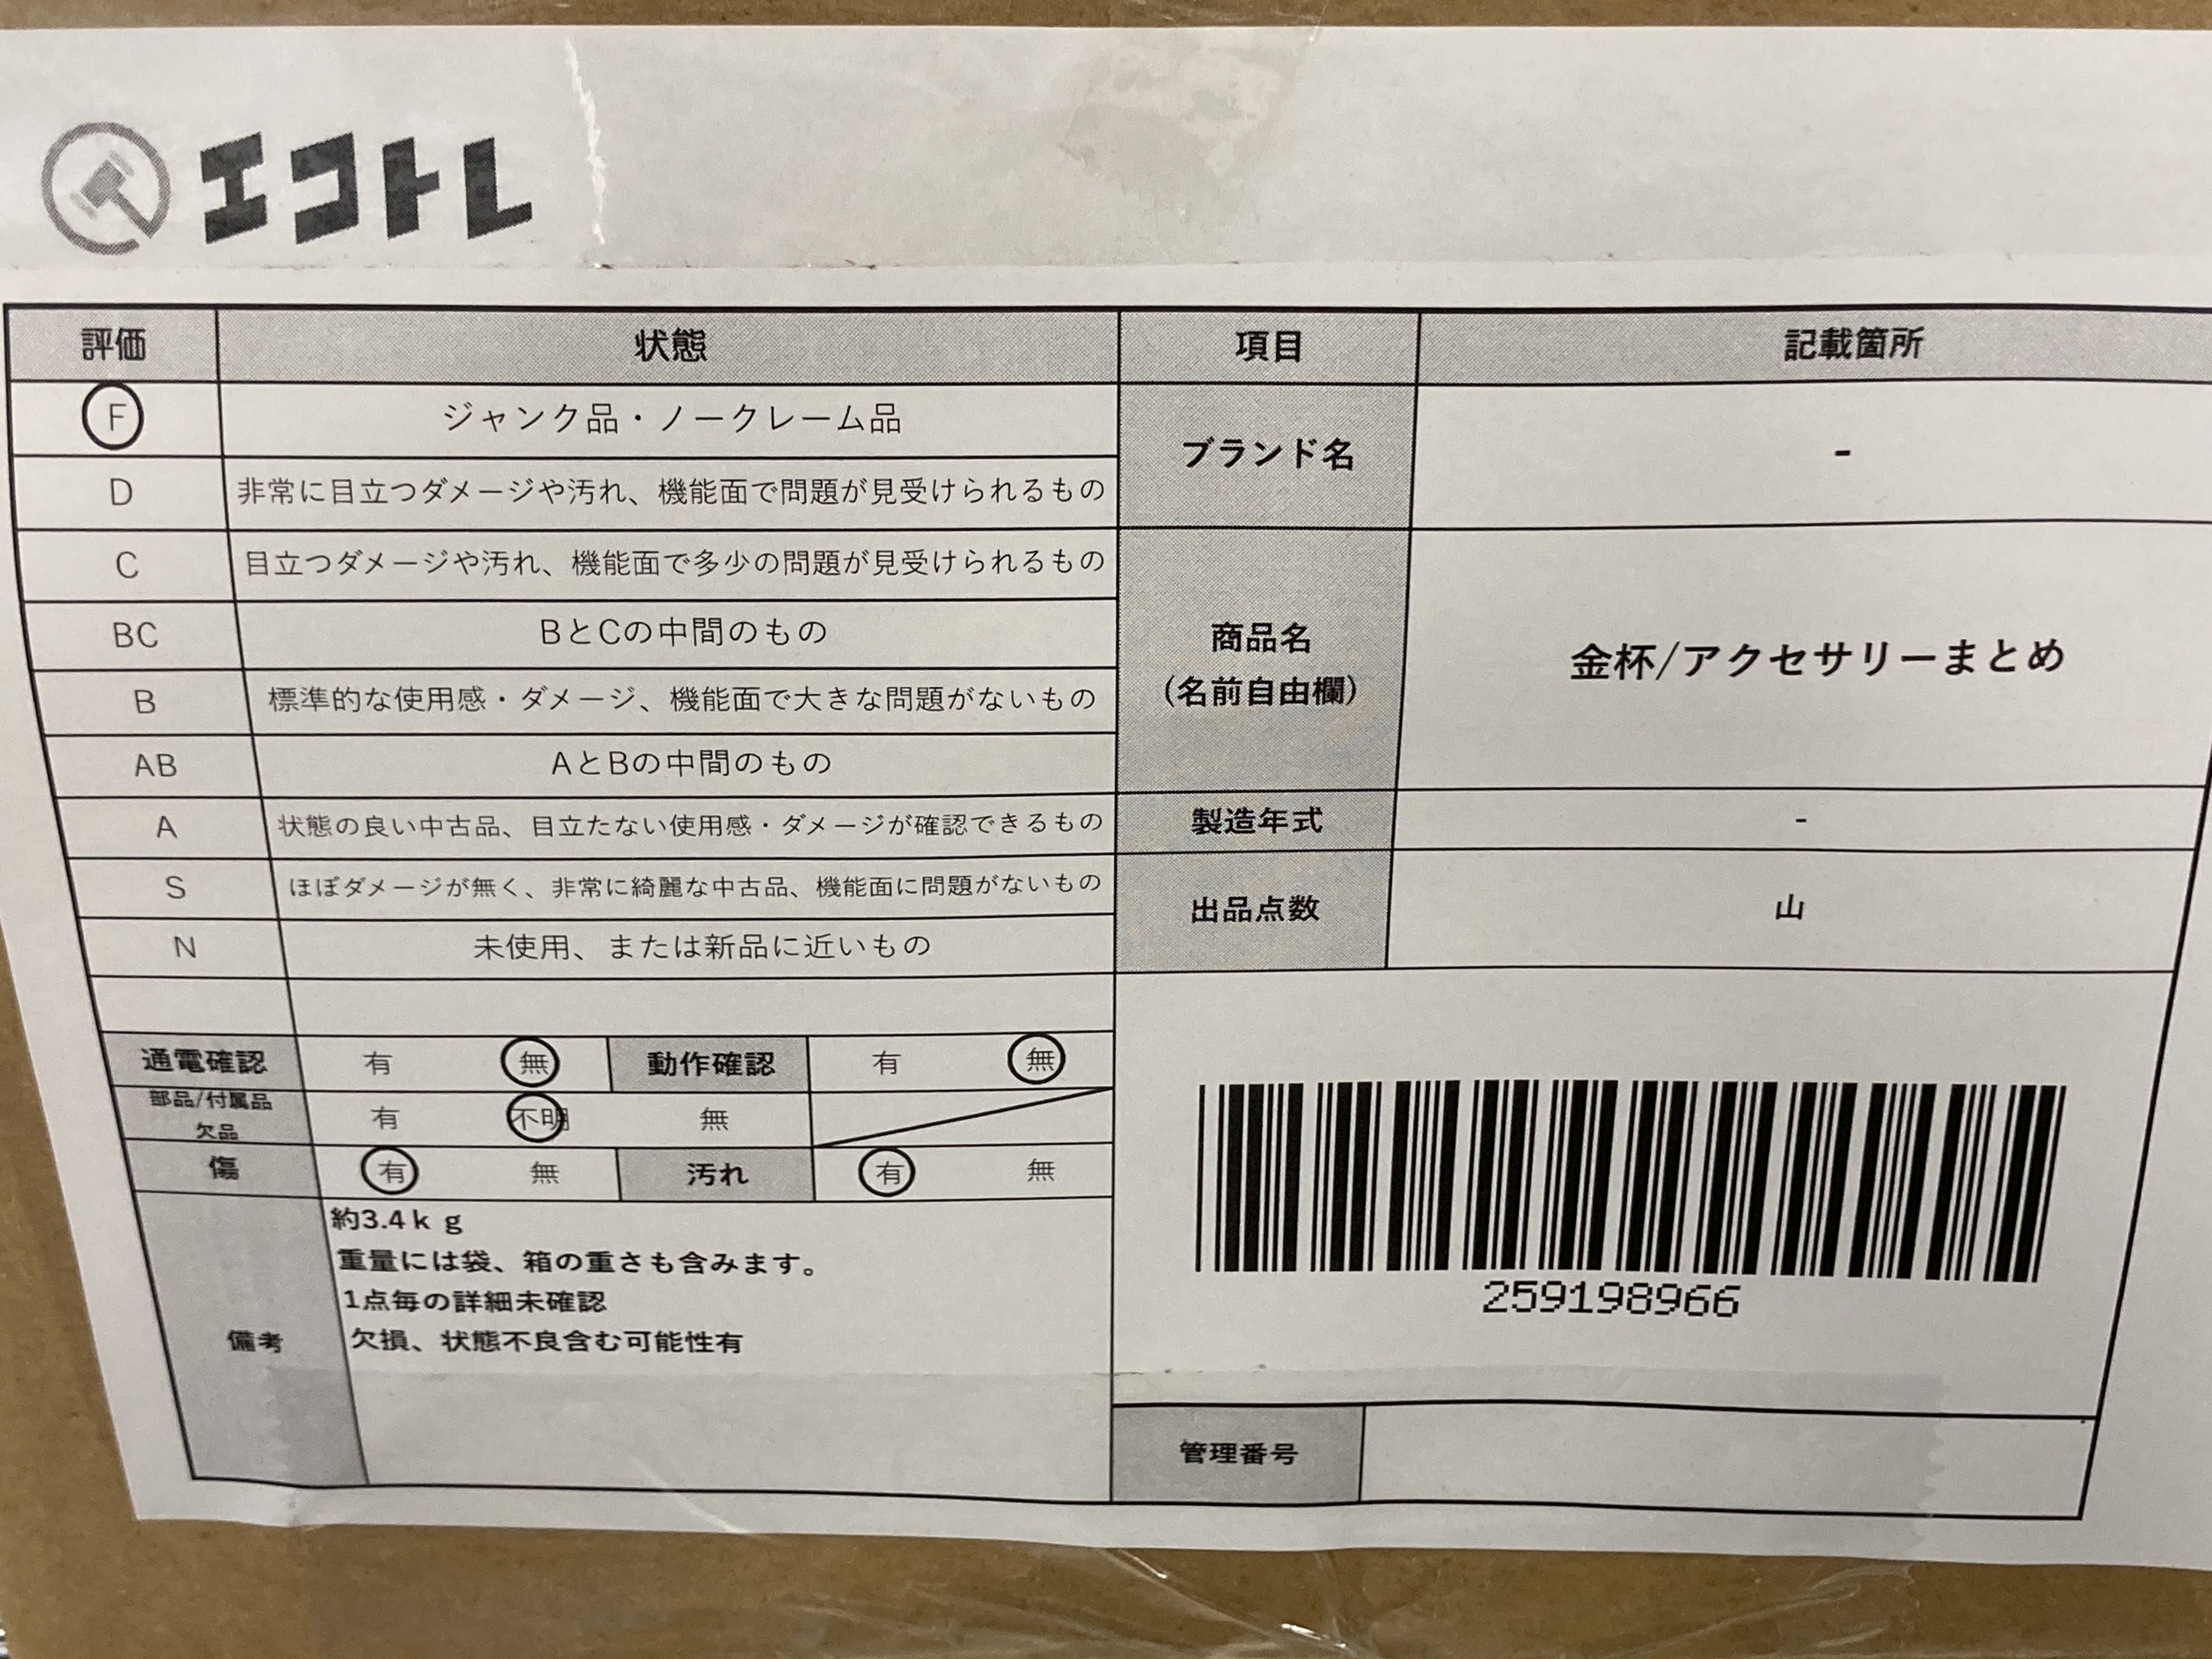 エコトレ
評価 状態 項目 記載箇所
F ジャンク品・ノークレーム品
D 非常に目立つダメージや汚れ、機能面で問題が見受けられるもの
ブランド名 -
C 目立つダメージや汚れ、機能面で多少の問題が見受けられるもの
BC BとCの中間のもの
B 標準的な使用感・ダメージ、機能面で大きな問題がないもの
AB AとBの中間のもの
商品名
(名前自由欄)
金杯/アクセサリーまとめ
A 状態の良い中古品、目立たない使用感・ダメージが確認できるもの
製造年式 -
S ほぼダメージが無く、非常に綺麗な中古品、機能面に問題がないもの
N 未使用、または新品に近いもの
出品点数 山
通電確認 有 無 動作確認 有 無
部品/付属品
欠品
有 不明 無
傷 有 無 汚れ 有 無
備考
約3.4ｋｇ
重量には袋、箱の重さも含みます。
1点毎の詳細未確認
欠損、状態不良含む可能性有
259198966
管理番号